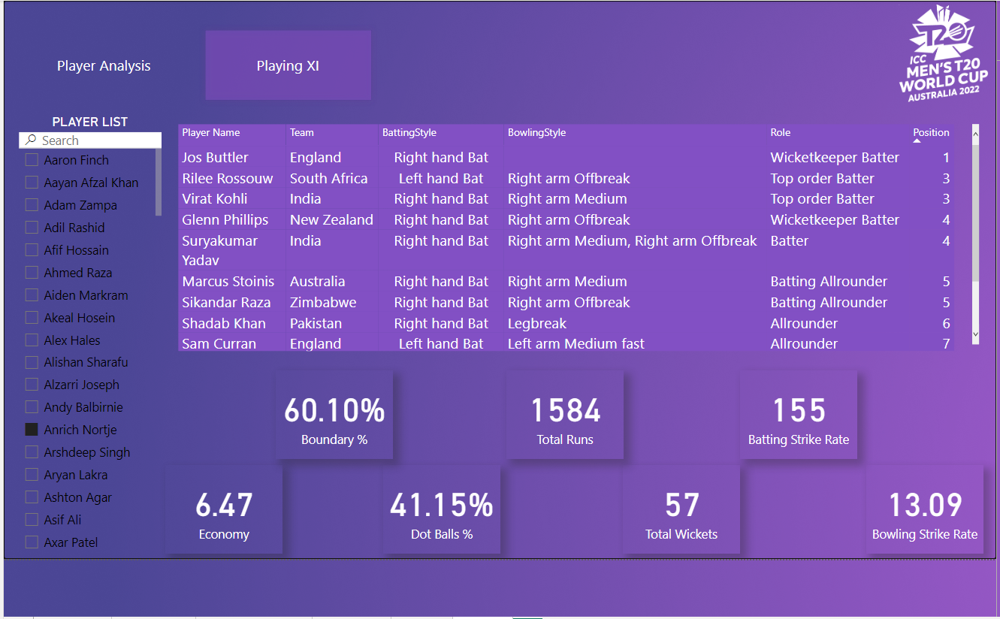 Player Analysis
Playing XI
T20
ICC
MEN'S T20
WORLD CUP
AUSTRALIA 2022
PLAYER LIST
Search
Aaron Finch
Aayan Afzal Khan
Adam Zampa
Adil Rashid
Afif Hossain
Ahmed Raza
Aiden Markram
Akeal Hosein
Alex Hales
Alishan Sharafu
Alzarri Joseph
Andy Balbirnie
Anrich Nortje
Arshdeep Singh
Aryan Lakra
Ashton Agar
Asif Ali
Axar Patel
Player Name Team BattingStyle BowlingStyle Role Position
Jos Buttler England Right hand Bat Wicketkeeper Batter 1
Rilee Rossouw South Africa Left hand Bat Right arm Offbreak Top order Batter 3
Virat Kohli India Right hand Bat Right arm Medium Top order Batter 3
Glenn Phillips New Zealand Right hand Bat Right arm Offbreak Wicketkeeper Batter 4
Suryakumar India Right hand Bat Right arm Medium, Right arm Offbreak Batter 4
Yadav
Marcus Stoinis Australia Right hand Bat Right arm Medium Batting Allrounder 5
Sikandar Raza Zimbabwe Right hand Bat Right arm Offbreak Batting Allrounder 5
Shadab Khan Pakistan Right hand Bat Legbreak Allrounder 6
Sam Curran England Left hand Bat Left arm Medium fast Allrounder 7
60.10% 1584 155
Boundary % Total Runs Batting Strike Rate
6.47 41.15% 57 13.09
Economy Dot Balls % Total Wickets Bowling Strike Rate